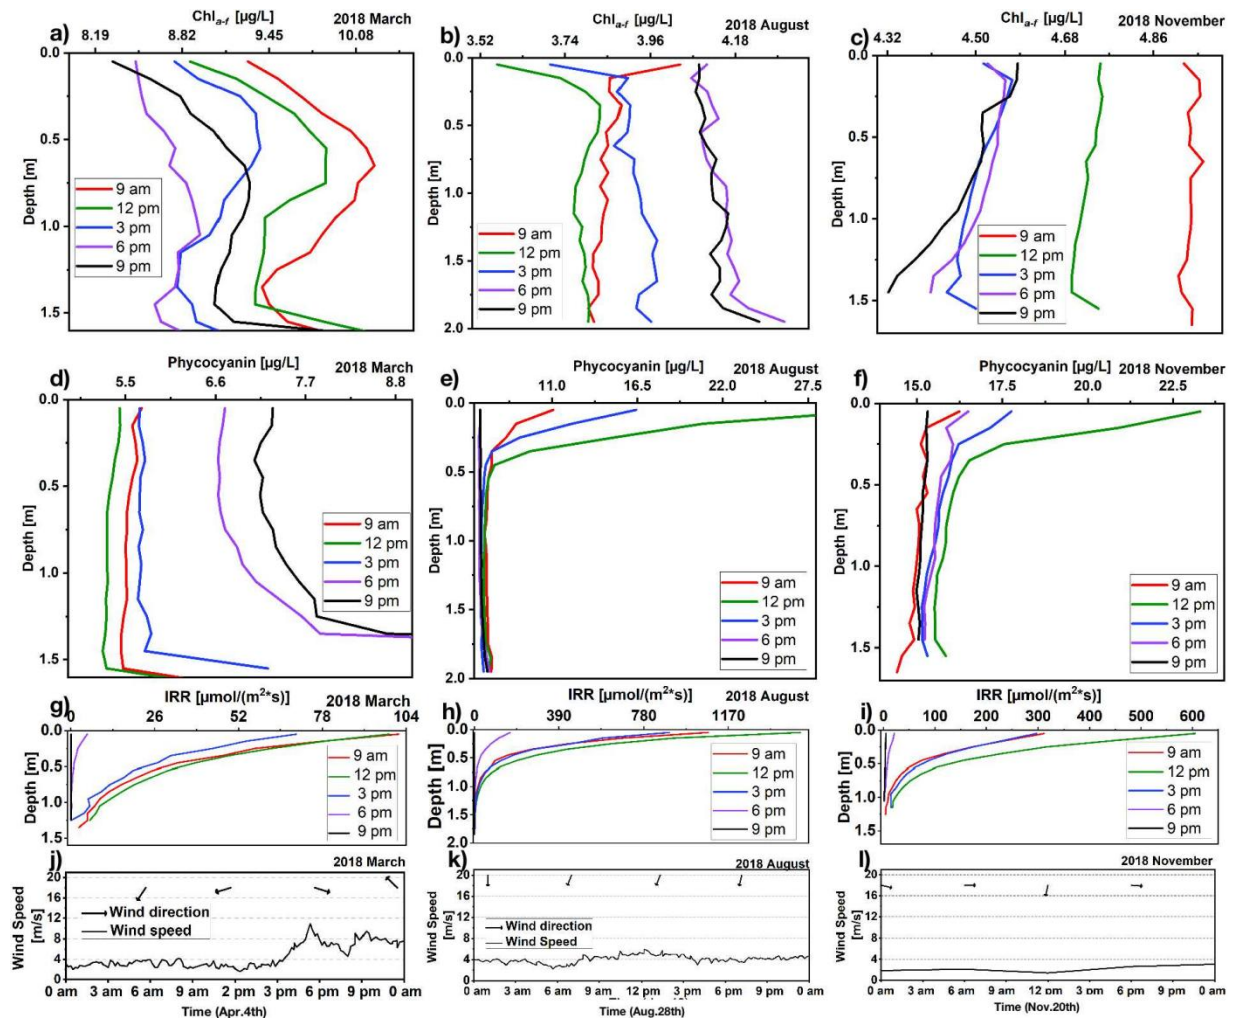 a) Chl a-f [µg/L] 2018 March
8.19 8.82 9.45 10.08
0.0
0.5
1.0
1.5
Depth [m]
9 am
12 pm
3 pm
6 pm
9 pm
b) Chl a-f [µg/L] 2018 August
3.52 3.74 3.96 4.18
0.0
0.5
1.0
1.5
2.0
Depth [m]
9 am
12 pm
3 pm
6 pm
9 pm
c) Chl a-f [µg/L] 2018 November
4.32 4.50 4.68 4.86
0.0
0.5
1.0
1.5
Depth [m]
9 am
12 pm
3 pm
6 pm
9 pm
d) Phycocyanin [µg/L] 2018 March
5.5 6.6 7.7 8.8
0.0
0.5
1.0
1.5
Depth [m]
9 am
12 pm
3 pm
6 pm
9 pm
e) Phycocyanin [µg/L] 2018 August
11.0 16.5 22.0 27.5
0.0
0.5
1.0
1.5
2.0
Depth [m]
9 am
12 pm
3 pm
6 pm
9 pm
f) Phycocyanin [µg/L] 2018 November
15.0 17.5 20.0 22.5
0.0
0.5
1.0
1.5
Depth [m]
9 am
12 pm
3 pm
6 pm
9 pm
g) IRR [µmol/(m²*s)] 2018 March
0 26 52 78 104
0.0
0.5
1.0
1.5
Depth [m]
9 am
12 pm
3 pm
6 pm
9 pm
h) IRR [µmol/(m²*s)] 2018 August
0 390 780 1170
0.0
0.5
1.0
1.5
2.0
Depth [m]
9 am
12 pm
3 pm
6 pm
9 pm
i) IRR [µmol/(m²*s)] 2018 November
0 100 200 300 400 500 600
0.0
0.5
1.0
1.5
Depth [m]
9 am
12 pm
3 pm
6 pm
9 pm
j) 2018 March
20
16
12
8
4
0
Wind Speed
[m/s]
Wind direction
Wind speed
0 am 3 am 6 am 9 am 12 pm 3 pm 6 pm 9 pm 0 am
Time (Apr.4th)
k) 2018 August
20
16
12
8
4
0
Wind Speed
[m/s]
Wind direction
Wind Speed
0 am 3 am 6 am 9 am 12 pm 3 pm 6 pm 9 pm 0 am
Time (Aug.28th)
l) 2018 November
20
16
12
8
4
0
Wind Speed
[m/s]
0 am 3 am 6 am 9 am 12 pm 3 pm 6 pm 9 pm 0 am
Time (Nov.20th)